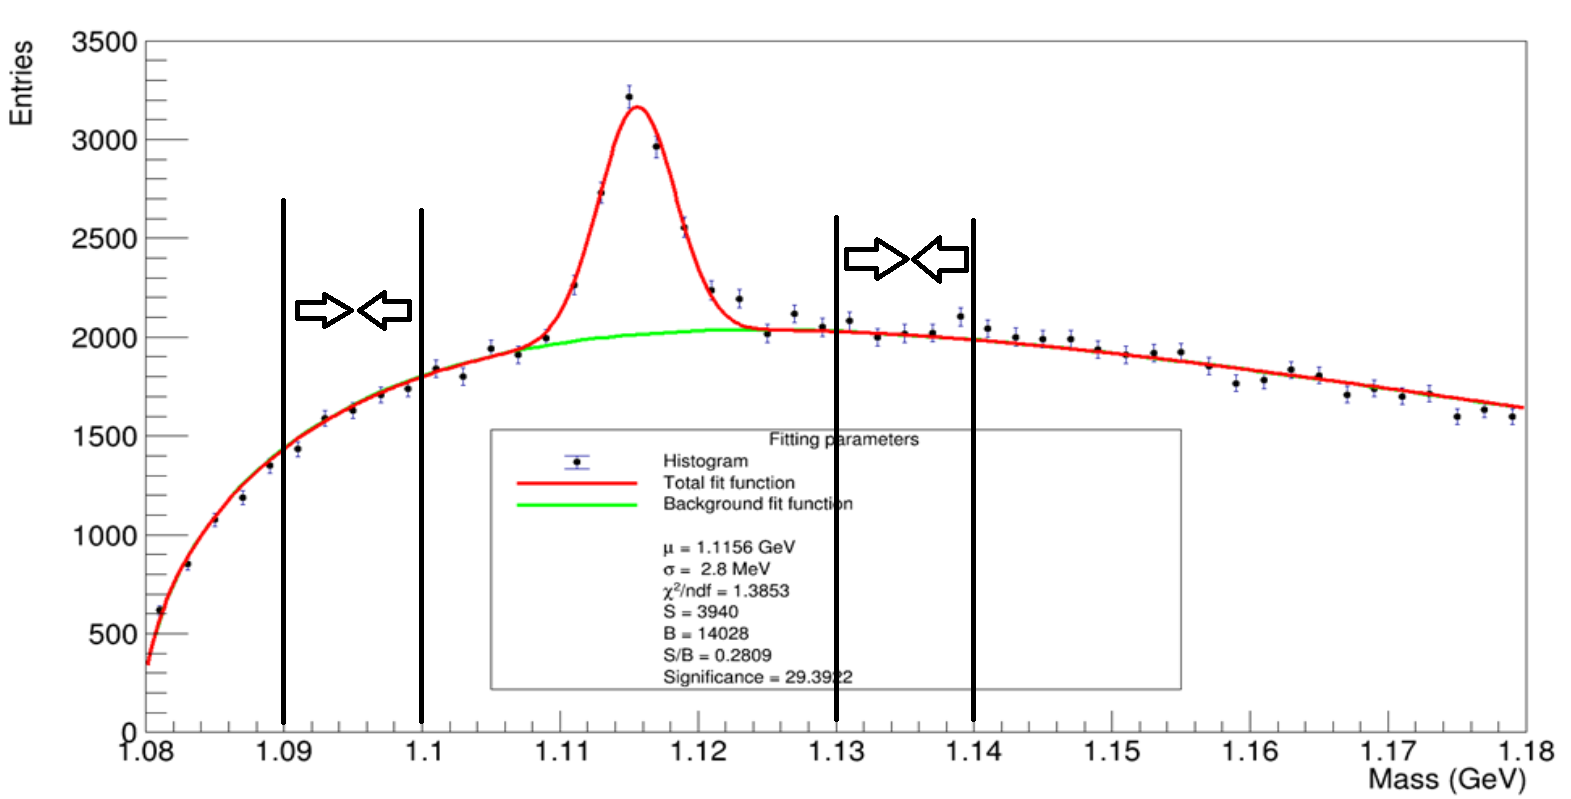 Entries
3500
3000
2500
2000
1500
1000
500
0
Fitting parameters
Histogram
Total fit function
Background fit function
μ = 1.1156 GeV
σ = 2.8 MeV
χ²/ndf = 1.3853
S = 3940
B = 14028
S/B = 0.2809
Significance = 29.3922
1.08 1.09 1.1 1.11 1.12 1.13 1.14 1.15 1.16 1.17 1.18
Mass (GeV)